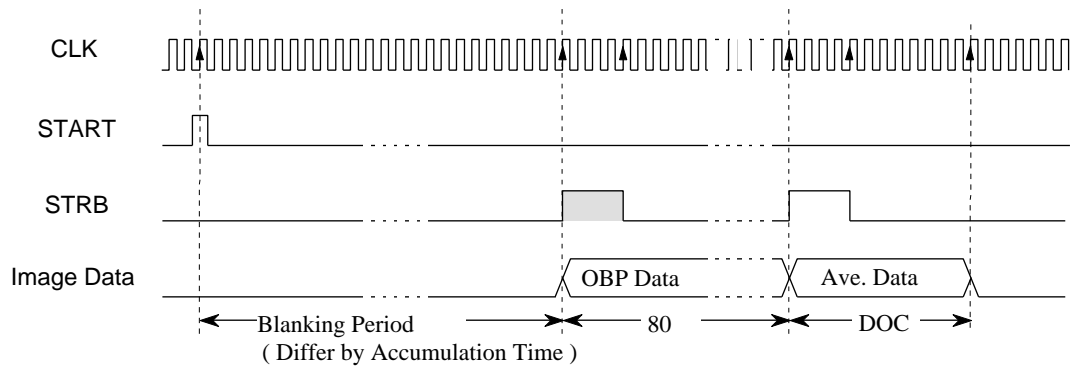 CLK
START
STRB
Image Data
OBP Data
Ave. Data
Blanking Period
80
DOC
( Differ by Accumulation Time )